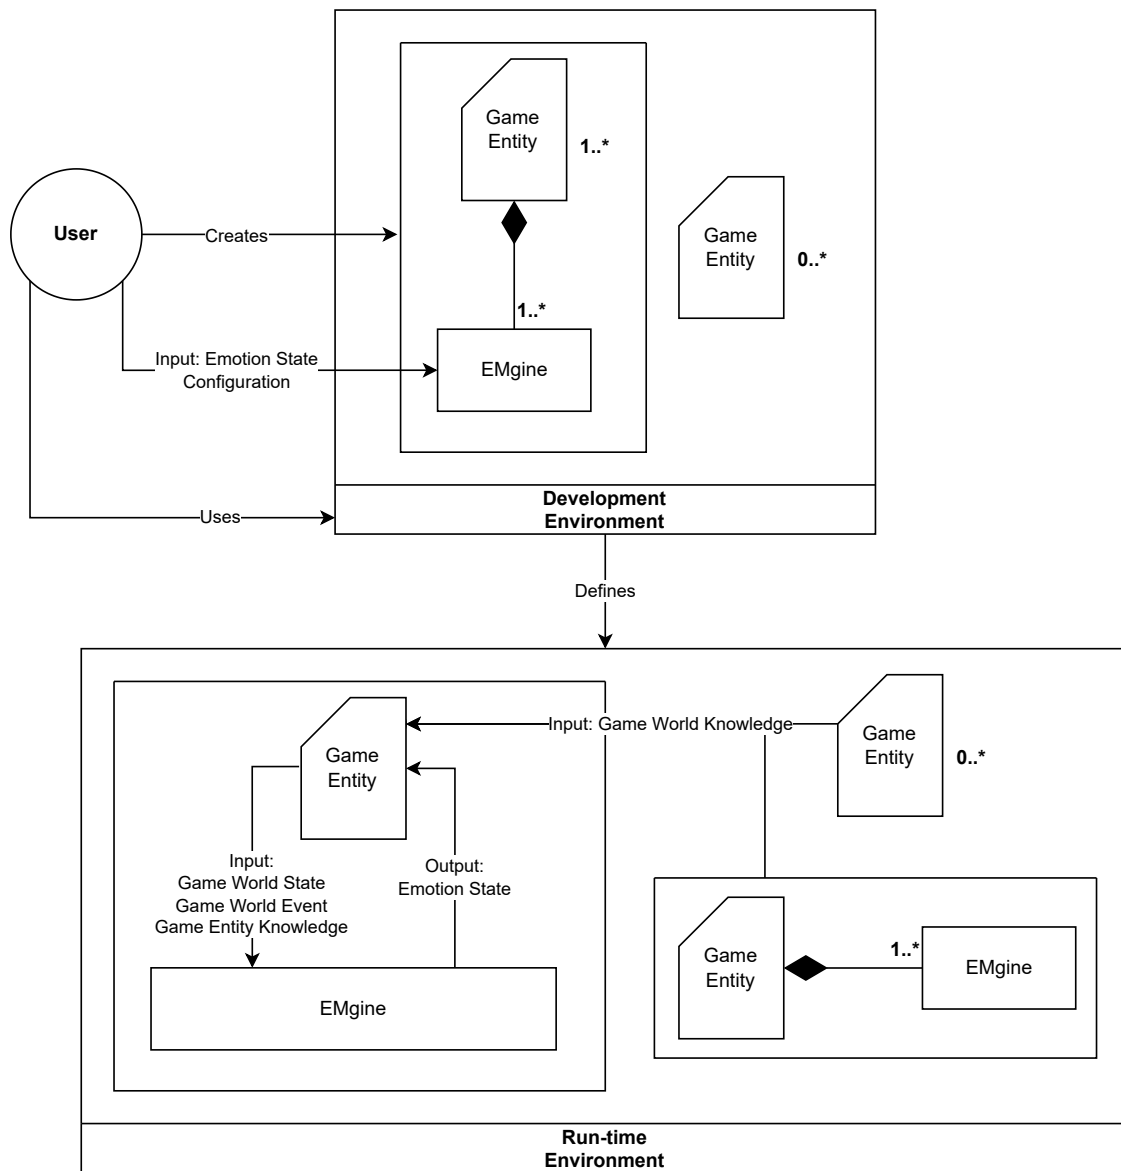 Game
Entity
1..*
User
Creates
Game
Entity
0..*
1..*
Input: Emotion State
Configuration
EMgine
Uses
Development
Environment
Defines
Input: Game World Knowledge
Game
Entity
Game
Entity
0..*
Input:
Game World State
Game World Event
Game Entity Knowledge
Output:
Emotion State
Game
Entity
1..*
EMgine
EMgine
Run-time
Environment